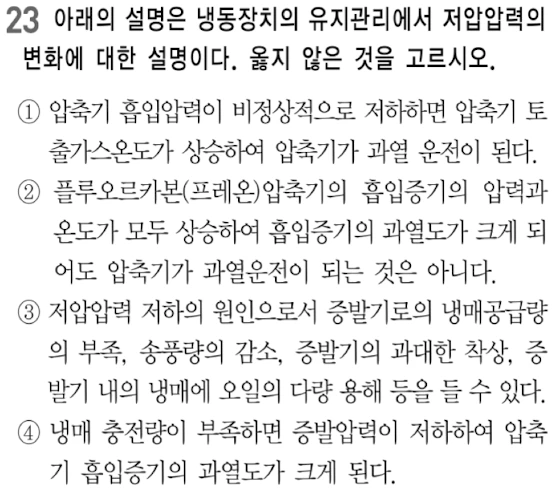 23 아래의 설명은 냉동장치의 유지관리에서 저압압력의
변화에 대한 설명이다. 옳지 않은 것을 고르시오.
① 압축기 흡입압력이 비정상적으로 저하하면 압축기 토
출가스온도가 상승하여 압축기가 과열 운전이 된다.
② 플루오르카본(프레온)압축기의 흡입증기의 압력과
온도가 모두 상승하여 흡입증기의 과열도가 크게 되
어도 압축기가 과열운전이 되는 것은 아니다.
③ 저압압력 저하의 원인으로서 증발기로의 냉매공급량
의 부족, 송풍량의 감소, 증발기의 과대한 착상, 증
발기 내의 냉매에 오일의 다량 용해 등을 들 수 있다.
④ 냉매 충전량이 부족하면 증발압력이 저하하여 압축
기 흡입증기의 과열도가 크게 된다.